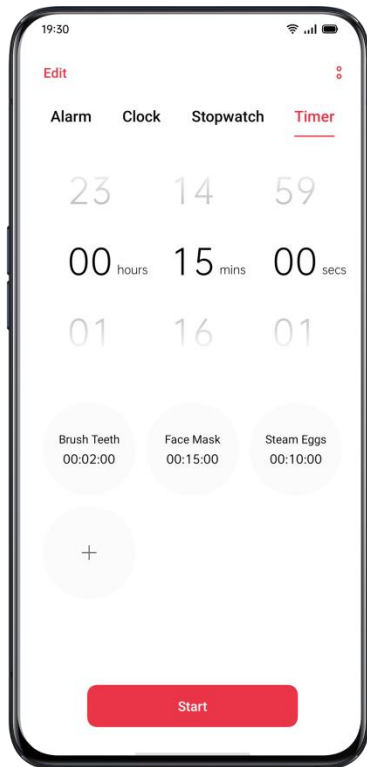 19:30
Edit
Alarm Clock Stopwatch Timer
23 14 59
00 hours 15 mins 00 secs
01 16 01
Brush Teeth Face Mask Steam Eggs
00:02:00 00:15:00 00:10:00
+
Start